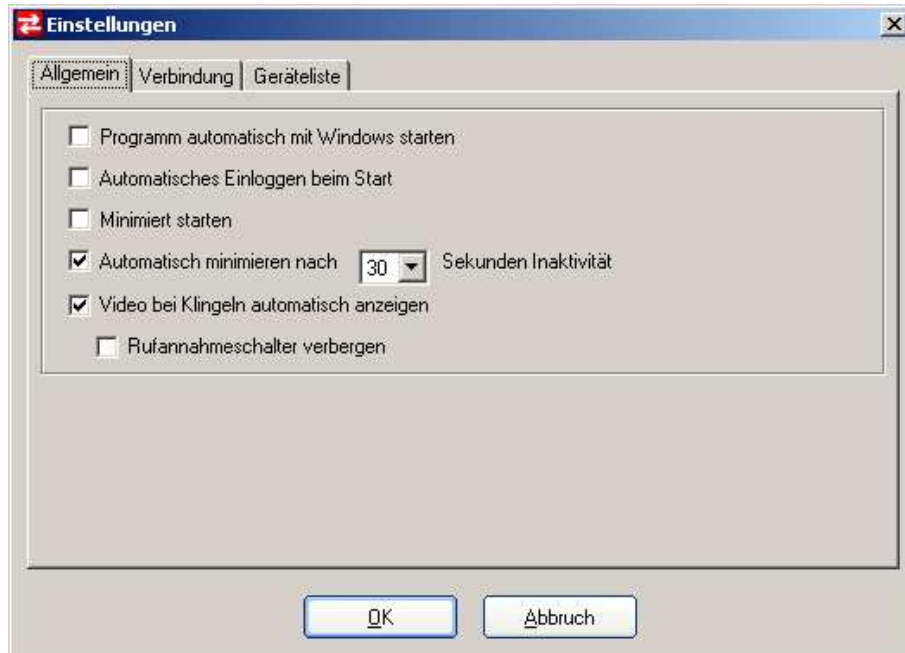 Einstellungen
Allgemein Verbindung Geräteliste
Programm automatisch mit Windows starten
Automatisches Einloggen beim Start
Minimiert starten
Automatisch minimieren nach 30 Sekunden Inaktivität
Video bei Klingeln automatisch anzeigen
Rufannahmeschalter verbergen
OK Abbruch